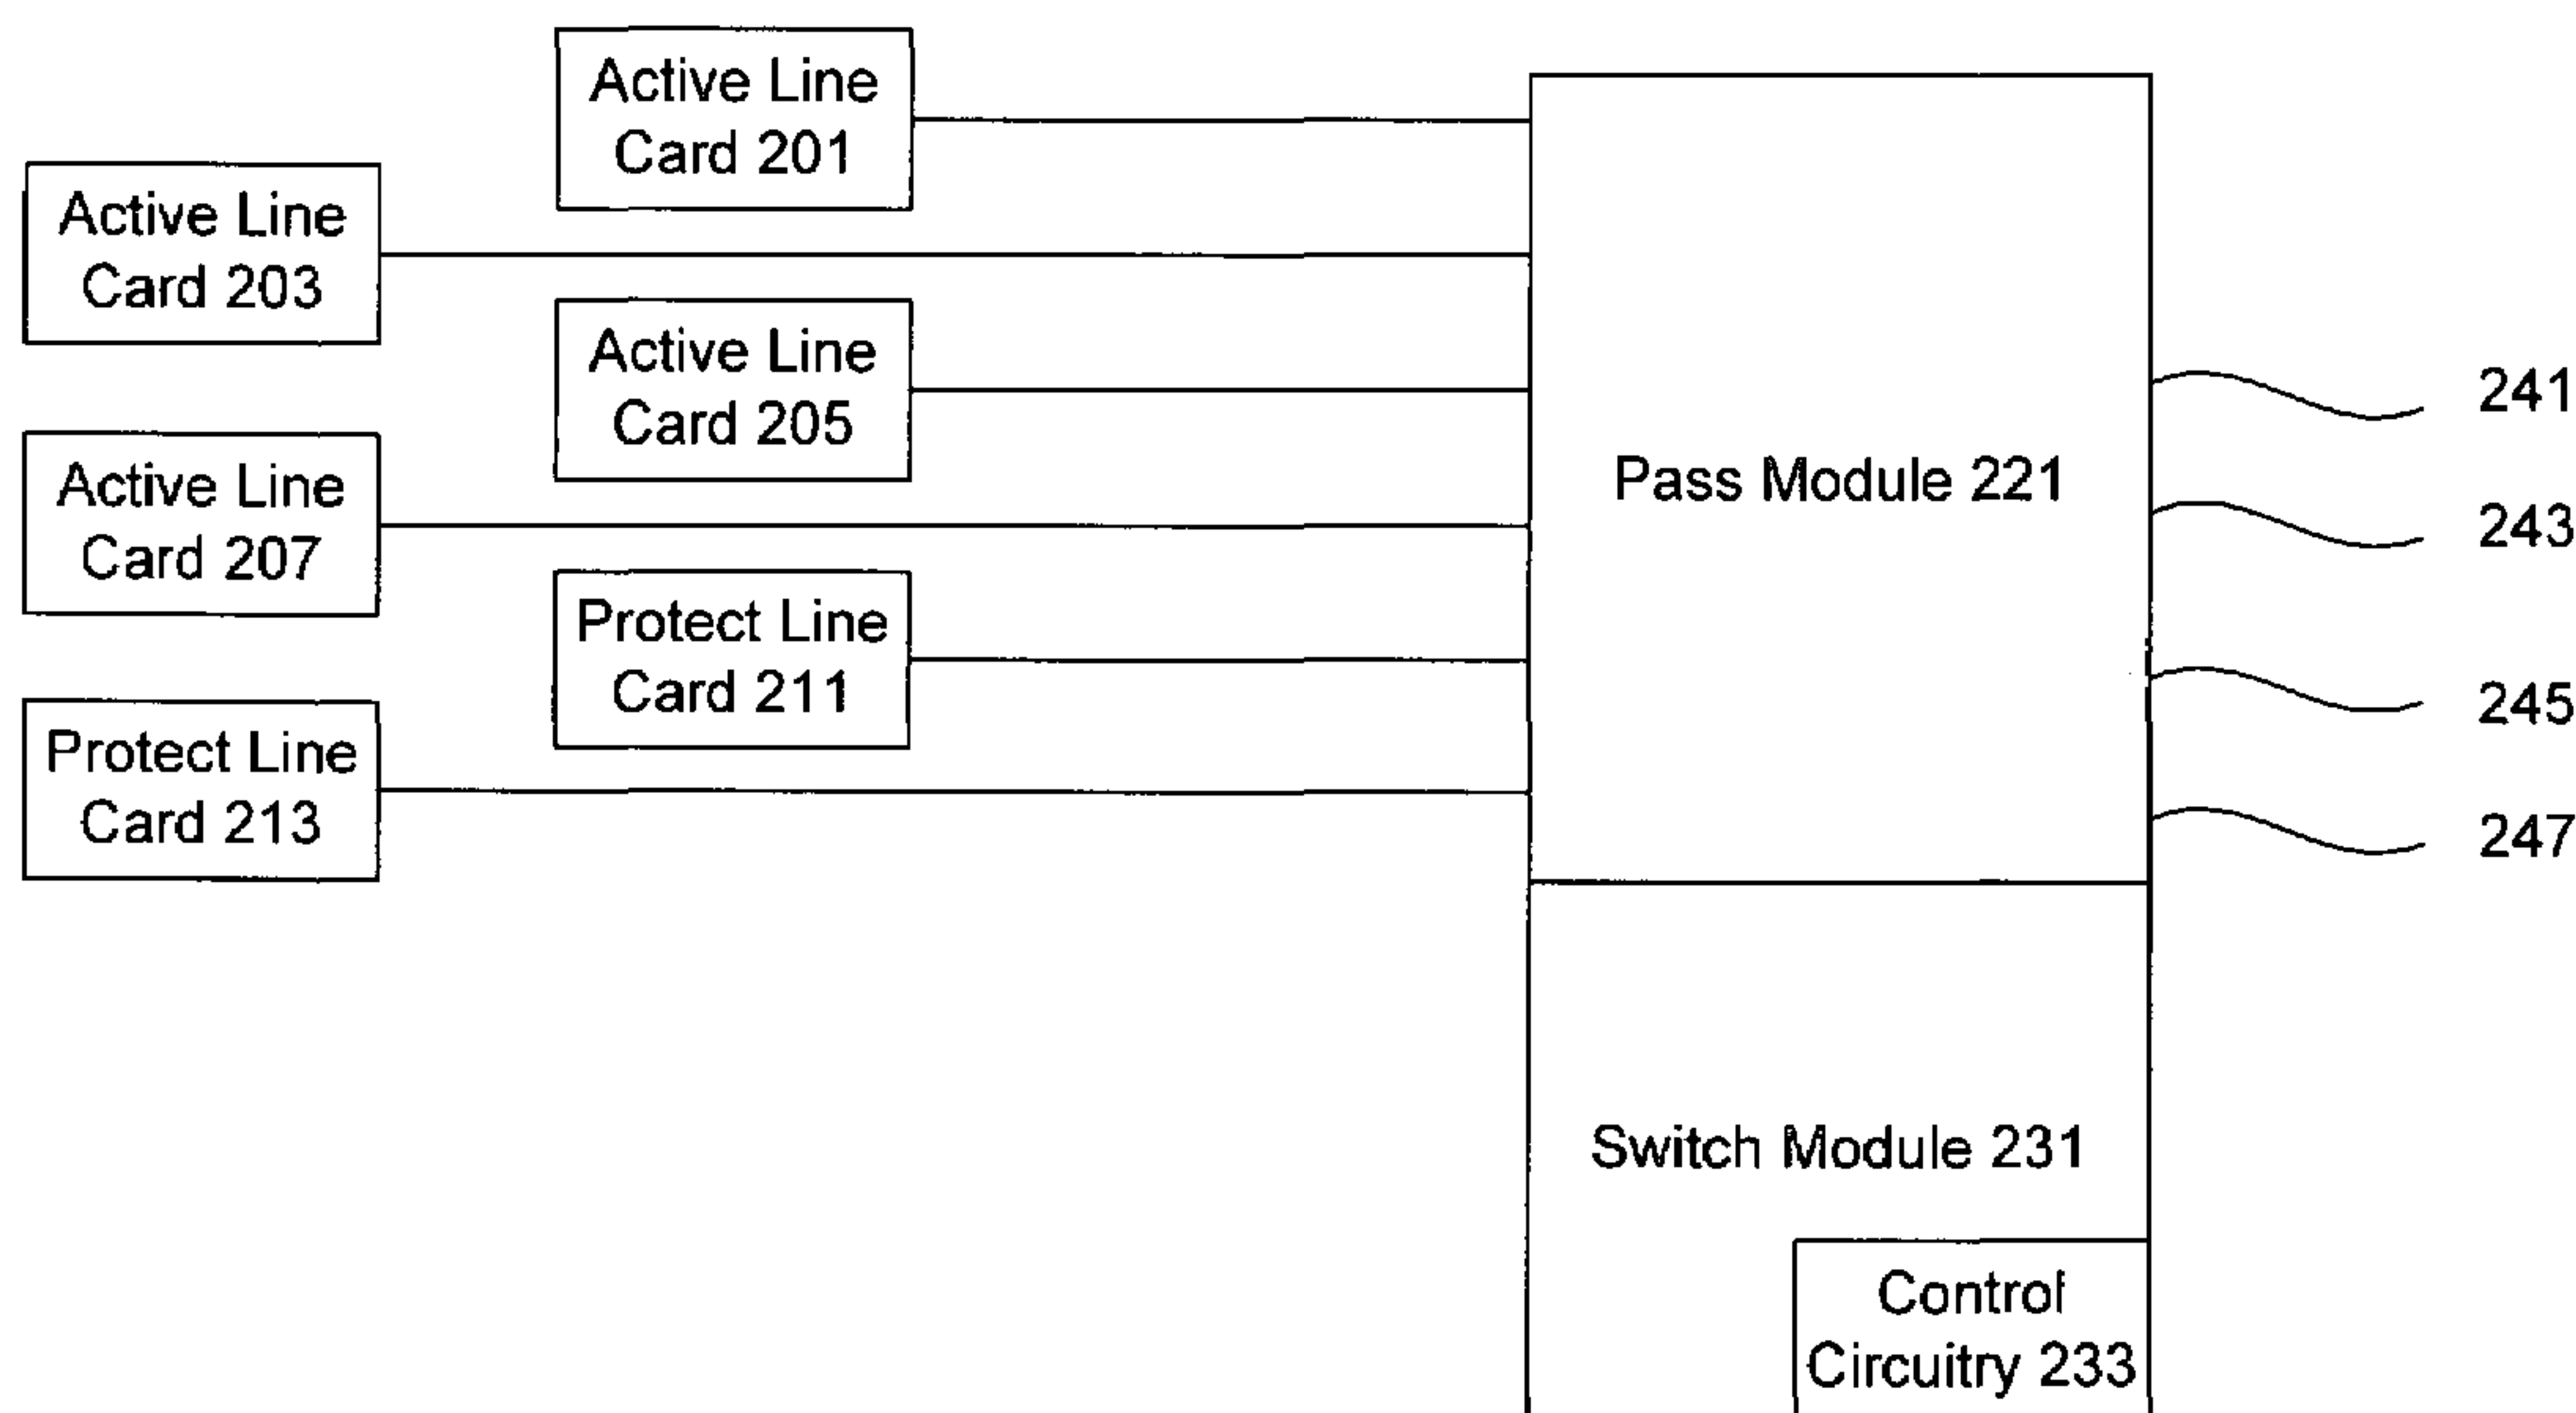 Active Line
Card 201
Active Line
Card 203
Active Line
Card 205
Active Line
Card 207
Protect Line
Card 211
Protect Line
Card 213
Pass Module 221
241
243
245
247
Switch Module 231
Control
Circuitry 233